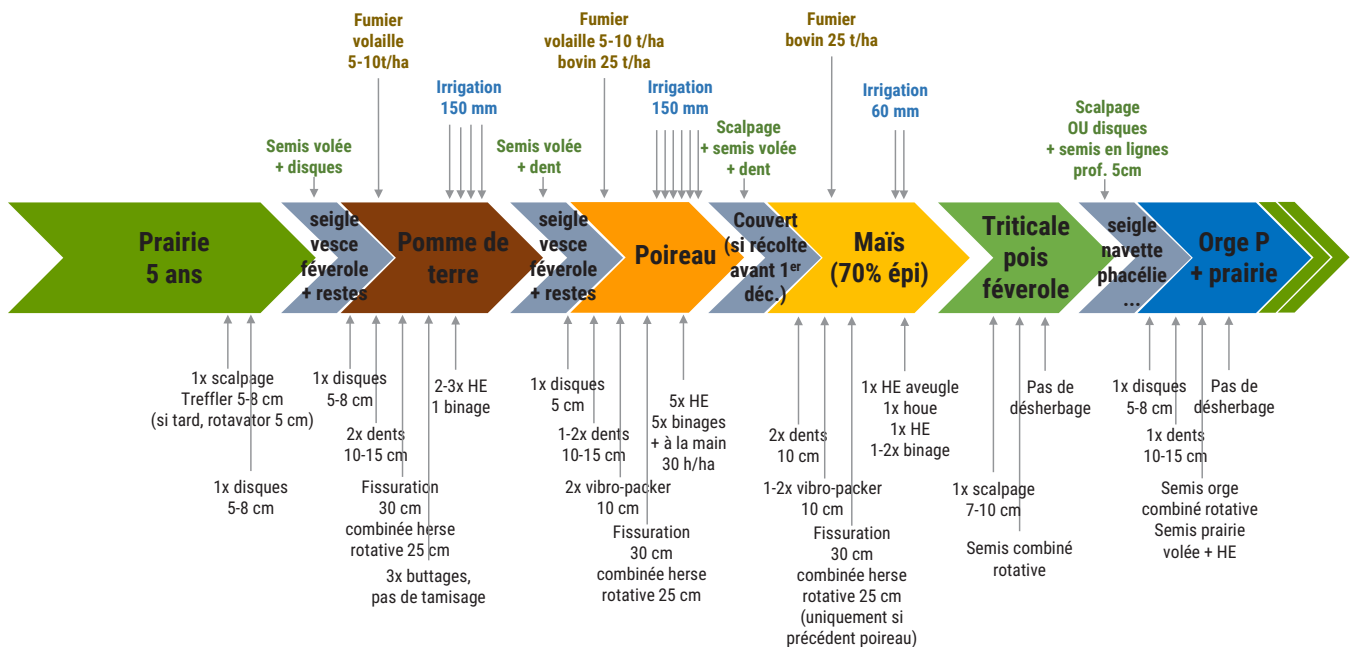 Fumier
volaille
5-10t/ha
Fumier
volaille 5-10 t/ha
bovin 25 t/ha
Fumier
bovin 25 t/ha
Irrigation
150 mm
Irrigation
150 mm
Irrigation
60 mm
Semis volée
+ disques
Semis volée
+ dent
Scalpage
+ semis volée
+ dent
Scalpage
OU disques
+ semis en lignes
prof. 5cm
Prairie
5 ans
seigle
vesce
féverole
+ restes
Pomme de
terre
seigle
vesce
féverole
+ restes
Poireau
Couvert
(si récolte
avant 1er
déc.)
Maïs
(70% épi)
Triticale
pois
féverole
seigle
navette
phacélie
...
Orge P
+ prairie
1x scalpage
Treffler 5-8 cm
(si tard, rotavator 5 cm)
1x disques
5-8 cm
1x disques
5-8 cm
2x dents
10-15 cm
Fissuration
30 cm
combinée herse
rotative 25 cm
3x buttages,
pas de tamisage
2-3x HE
1 binage
1x disques
5 cm
1-2x dents
10-15 cm
2x vibro-packer
10 cm
Fissuration
30 cm
combinée herse
rotative 25 cm
5x HE
5x binages
+ à la main
30 h/ha
2x dents
10 cm
1-2x vibro-packer
10 cm
Fissuration
30 cm
combinée herse
rotative 25 cm
(uniquement si
précédent poireau)
1x HE aveugle
1x houe
1x HE
1-2x binage
1x scalpage
7-10 cm
Semis combiné
rotative
Pas de
désherbage
1x disques
5-8 cm
1x dents
10-15 cm
Semis orge
combiné rotative
Semis prairie
volée + HE
Pas de
désherbage